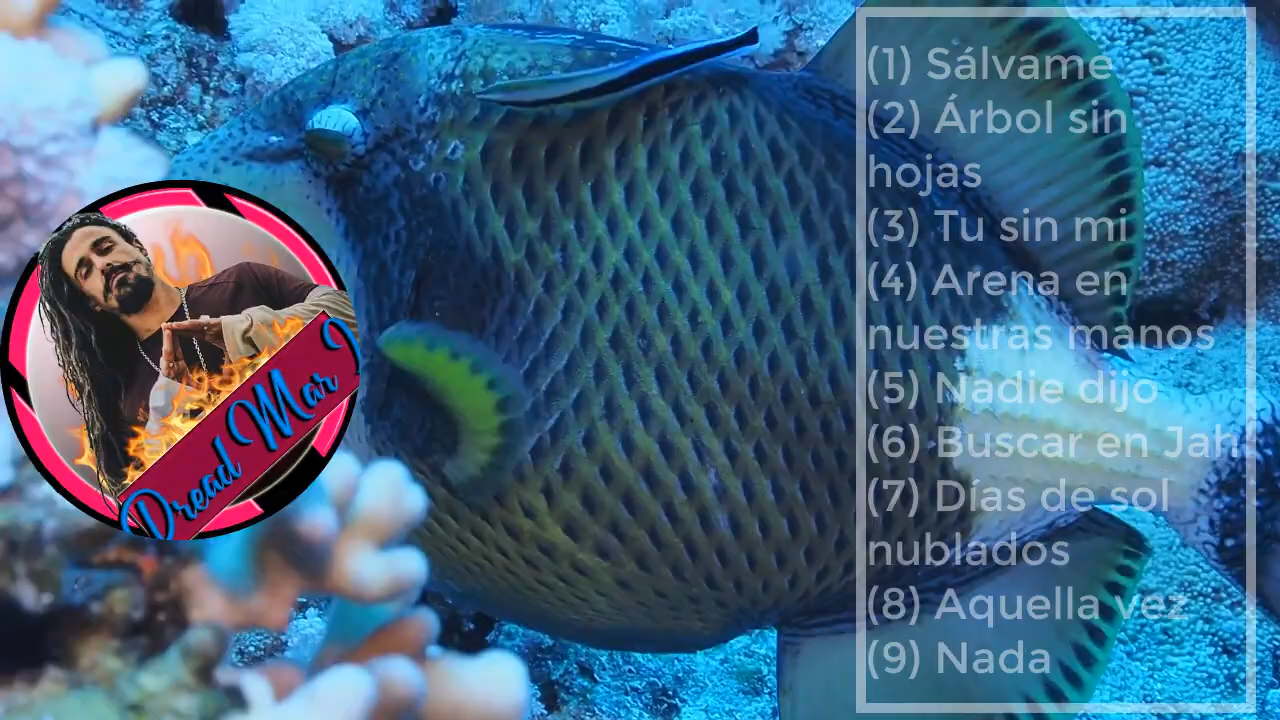 (1) Sálvame
(2) Árbol sin
hojas
(3) Tu sin mi
(4) Arena en
nuestras manos
(5) Nadie dijo
(6) Buscar en Jah
(7) Días de sol
nublados
(8) Aquella vez
(9) Nada
Dread Mar I